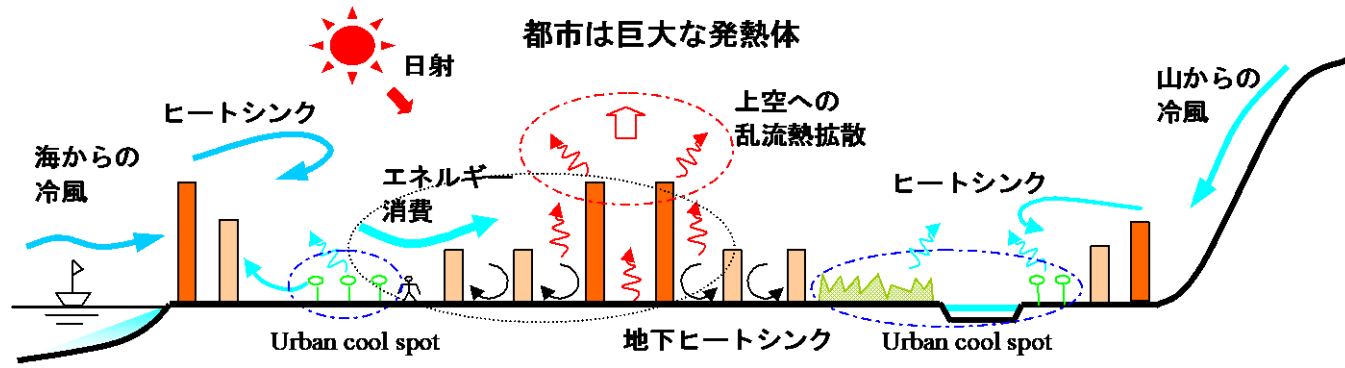 都市は巨大な発熱体
日射
ヒートシンク
海からの
冷風
エネルギー
消費
上空への
乱流熱拡散
山からの
冷風
ヒートシンク
Urban cool spot
地下ヒートシンク
Urban cool spot